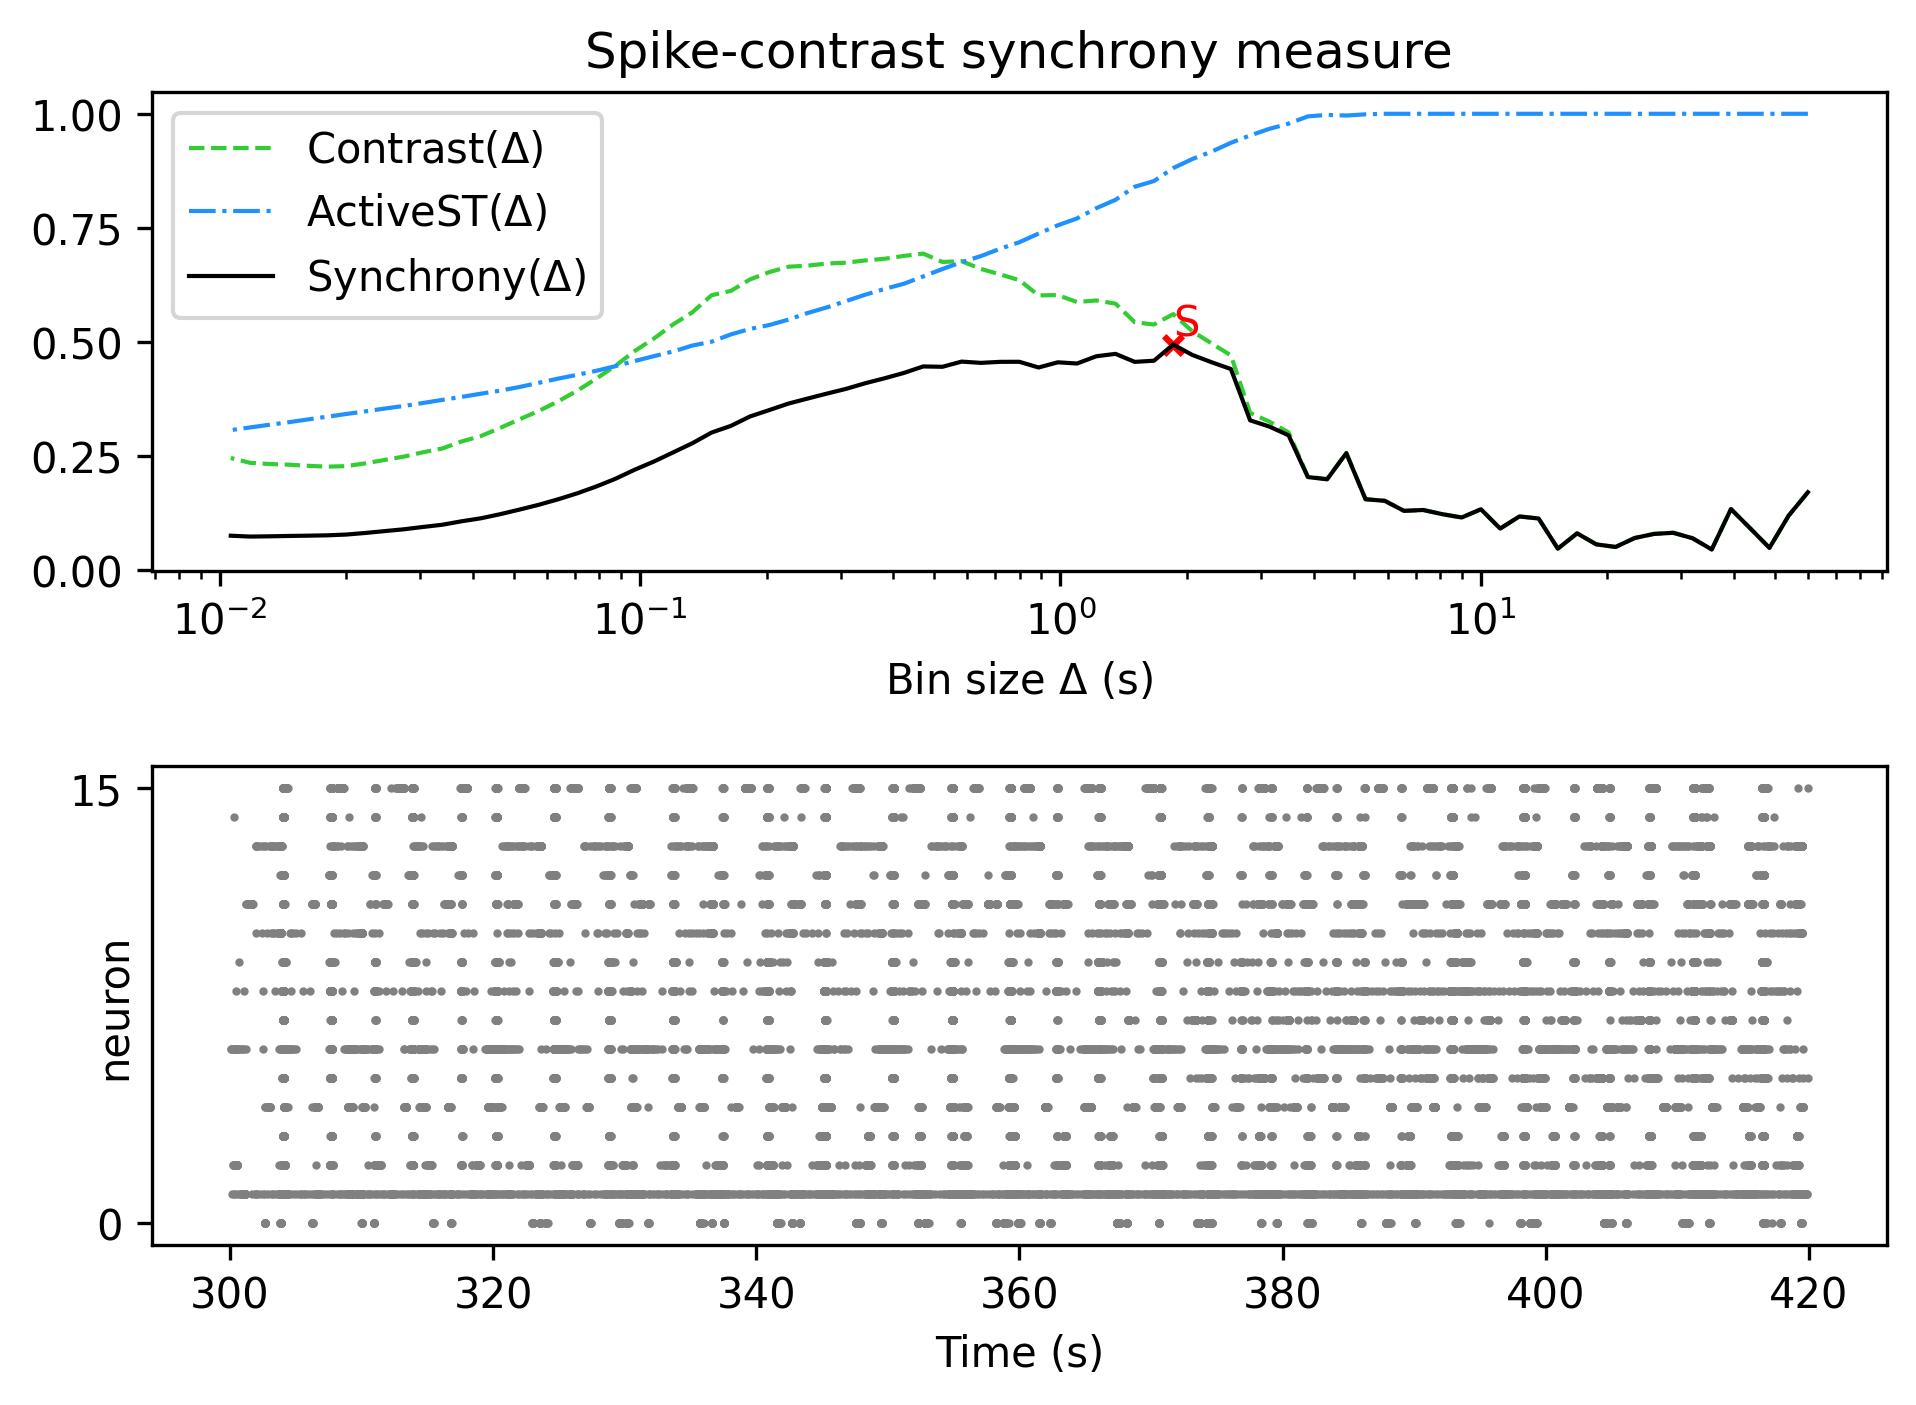 Spike-contrast synchrony measure
1.00
0.75
0.50
0.25
0.00
Contrast(Δ)
ActiveST(Δ)
Synchrony(Δ)
S
10⁻² 10⁻¹ 10⁰ 10¹
Bin size Δ (s)
15
0
neuron
300 320 340 360 380 400 420
Time (s)